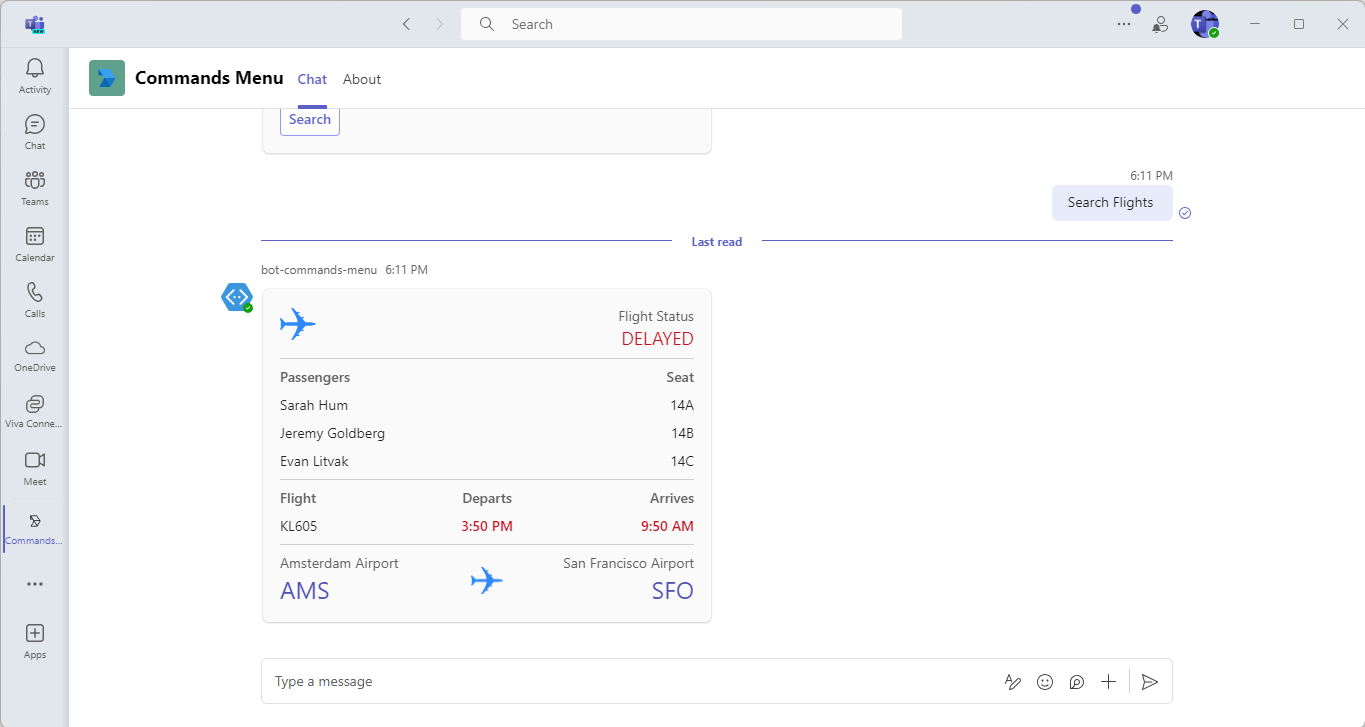 Search
Activity
Chat
Teams
Calendar
Calls
OneDrive
Viva Conne...
Meet
Commands...
Apps
Commands Menu Chat About
Search
6:11 PM
Search Flights
Last read
bot-commands-menu 6:11 PM
Flight Status
DELAYED
Passengers Seat
Sarah Hum 14A
Jeremy Goldberg 14B
Evan Litvak 14C
Flight Departs Arrives
KL605 3:50 PM 9:50 AM
Amsterdam Airport San Francisco Airport
AMS SFO
Type a message